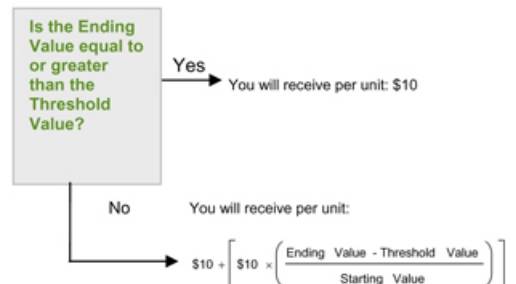 Is the Ending
Value equal to
or greater
than the
Threshold
Value?
Yes
You will receive per unit: $10
No
You will receive per unit:
$10 + [ $10 × ( Ending Value - Threshold Value
Starting Value ) ]